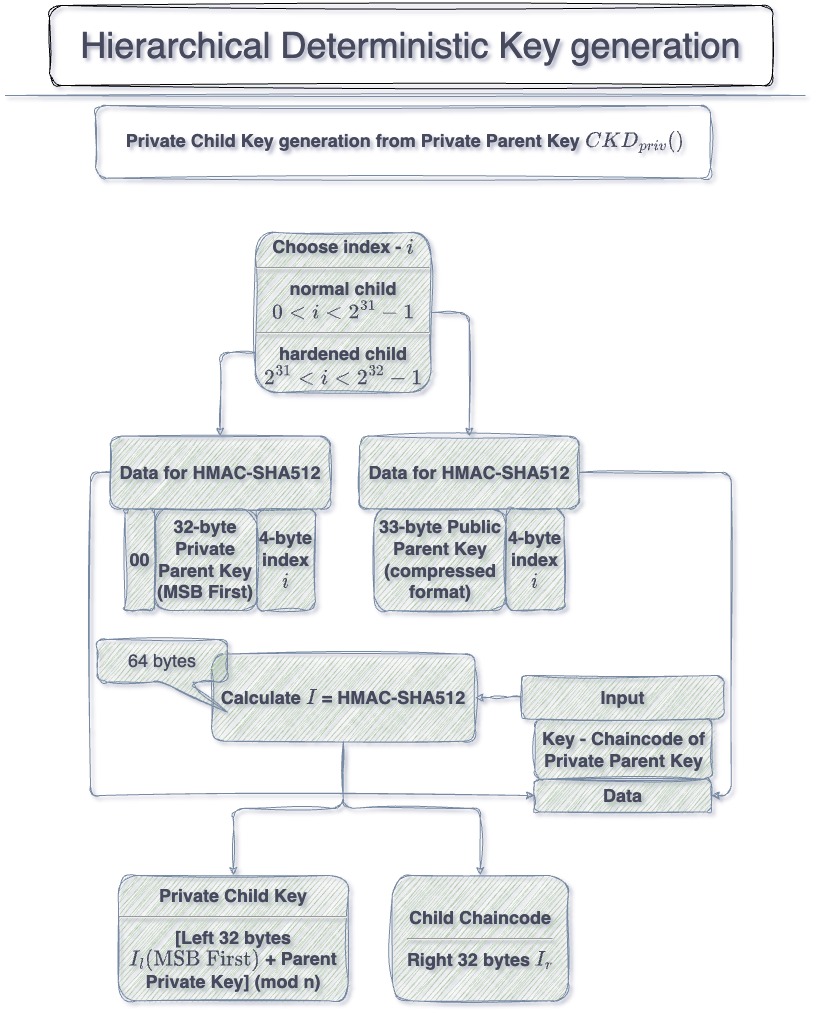 Hierarchical Deterministic Key generation
Private Child Key generation from Private Parent Key $CKD_{priv}()$
Choose index - $i$
normal child
$0 < i < 2^{31} - 1$
hardened child
$2^{31} < i < 2^{32} - 1$
Data for HMAC-SHA512
00
32-byte
Private
Parent Key
(MSB First)
4-byte
index
$i$
Data for HMAC-SHA512
33-byte Public
Parent Key
(compressed
format)
4-byte
index
$i$
64 bytes
Calculate $I$ = HMAC-SHA512
Input
Key - Chaincode of
Private Parent Key
Data
Private Child Key
[Left 32 bytes
$I_l$(MSB First) + Parent
Private Key] (mod n)
Child Chaincode
Right 32 bytes $I_r$